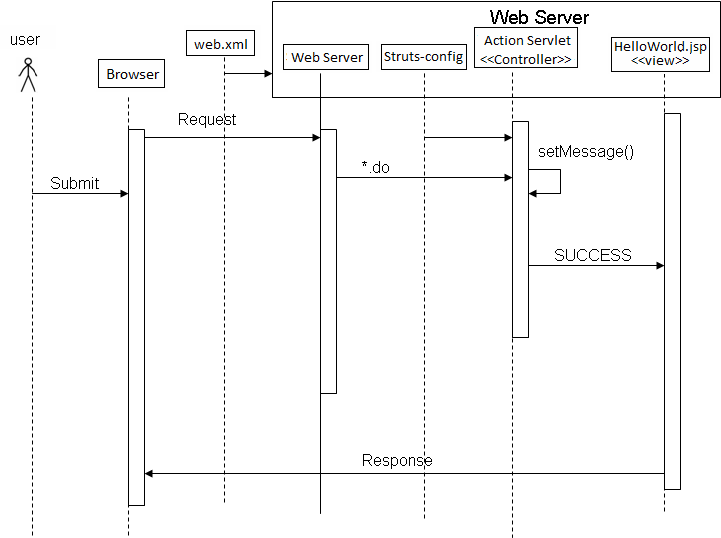 Web Server
user
web.xml
Browser
Web Server
Struts-config
Action Servlet
<<Controller>>
HelloWorld.jsp
<<view>>
Request
setMessage()
*.do
Submit
SUCCESS
Response